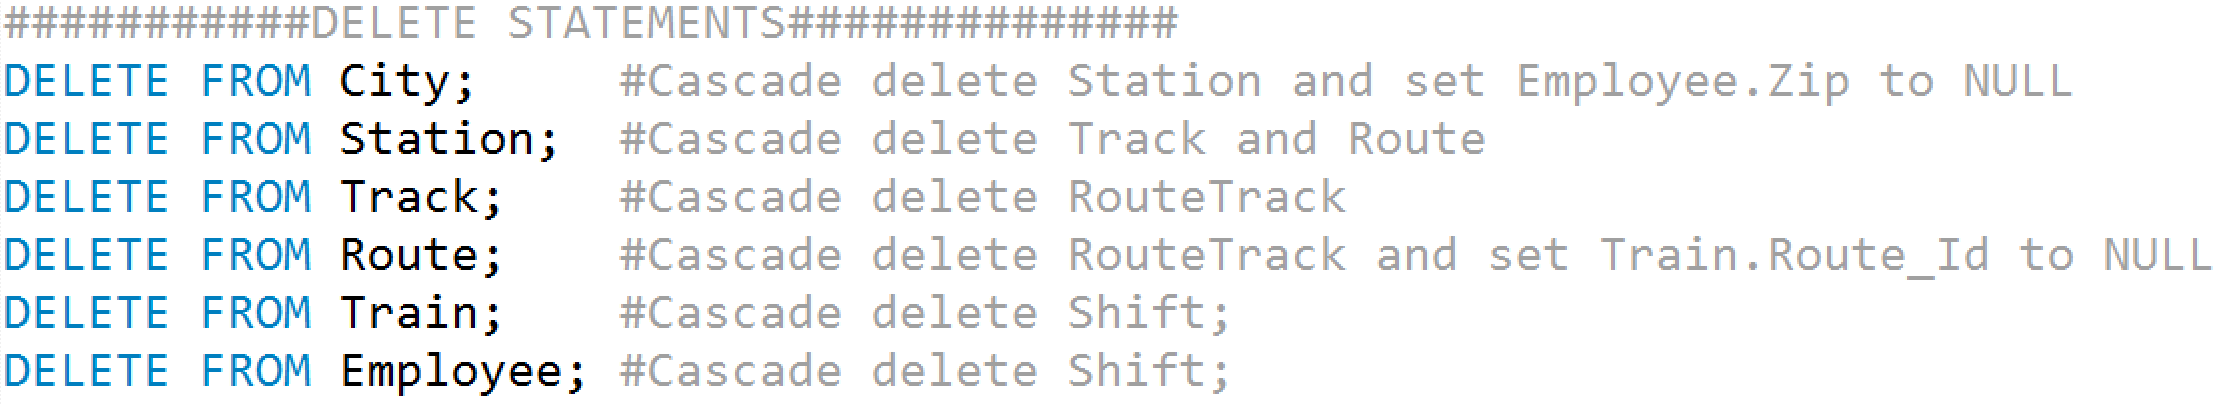 ###########DELETE STATEMENTS##############
DELETE FROM City;     #Cascade delete Station and set Employee.Zip to NULL
DELETE FROM Station;  #Cascade delete Track and Route
DELETE FROM Track;    #Cascade delete RouteTrack
DELETE FROM Route;    #Cascade delete RouteTrack and set Train.Route_Id to NULL
DELETE FROM Train;    #Cascade delete Shift;
DELETE FROM Employee; #Cascade delete Shift;